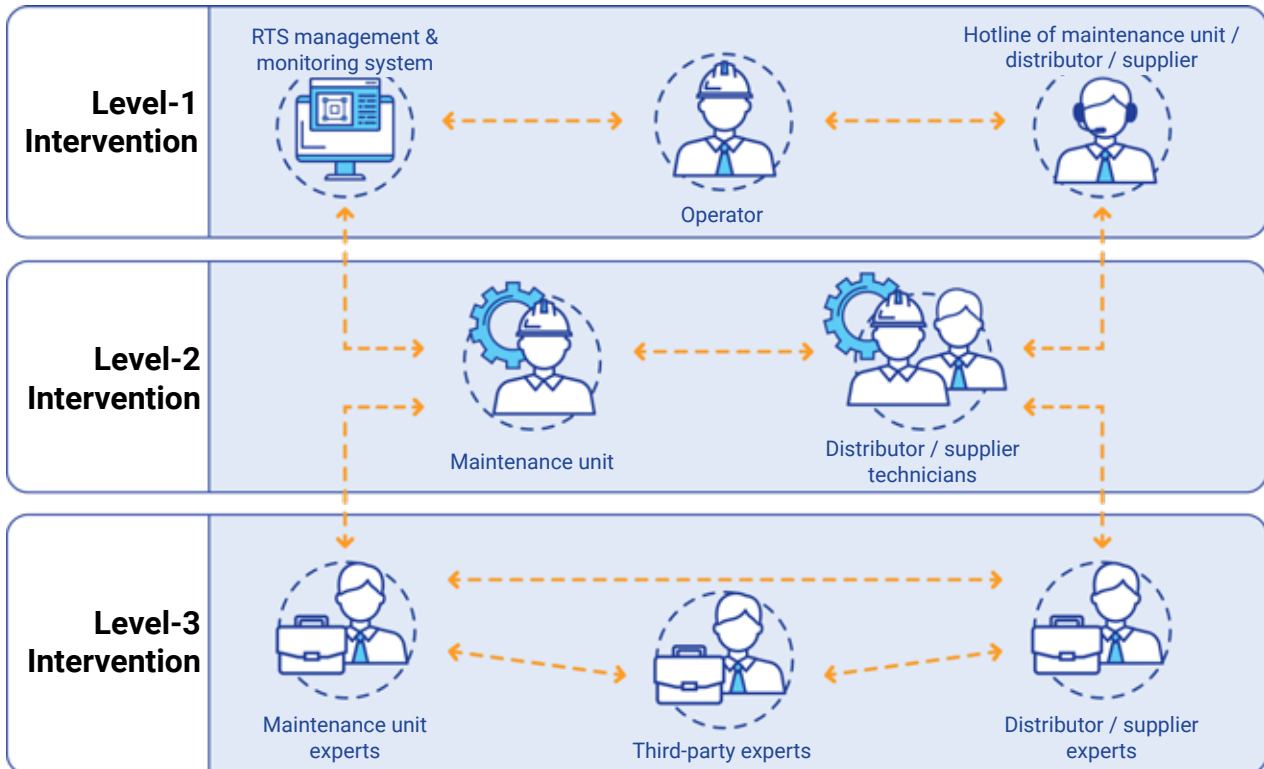 Level-1
Intervention
RTS management &
monitoring system
Operator
Hotline of maintenance unit /
distributor / supplier
Level-2
Intervention
Maintenance unit
Distributor / supplier
technicians
Level-3
Intervention
Maintenance unit
experts
Third-party experts
Distributor / supplier
experts